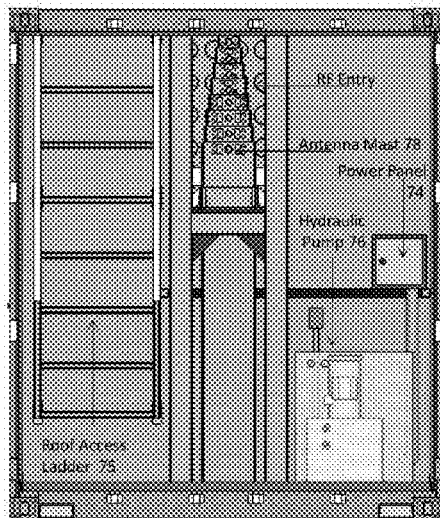 RF Entry
Antenna Mast 78
Power Panel
74
Hydraulic
Pump 76
Roof Access
Ladder 75